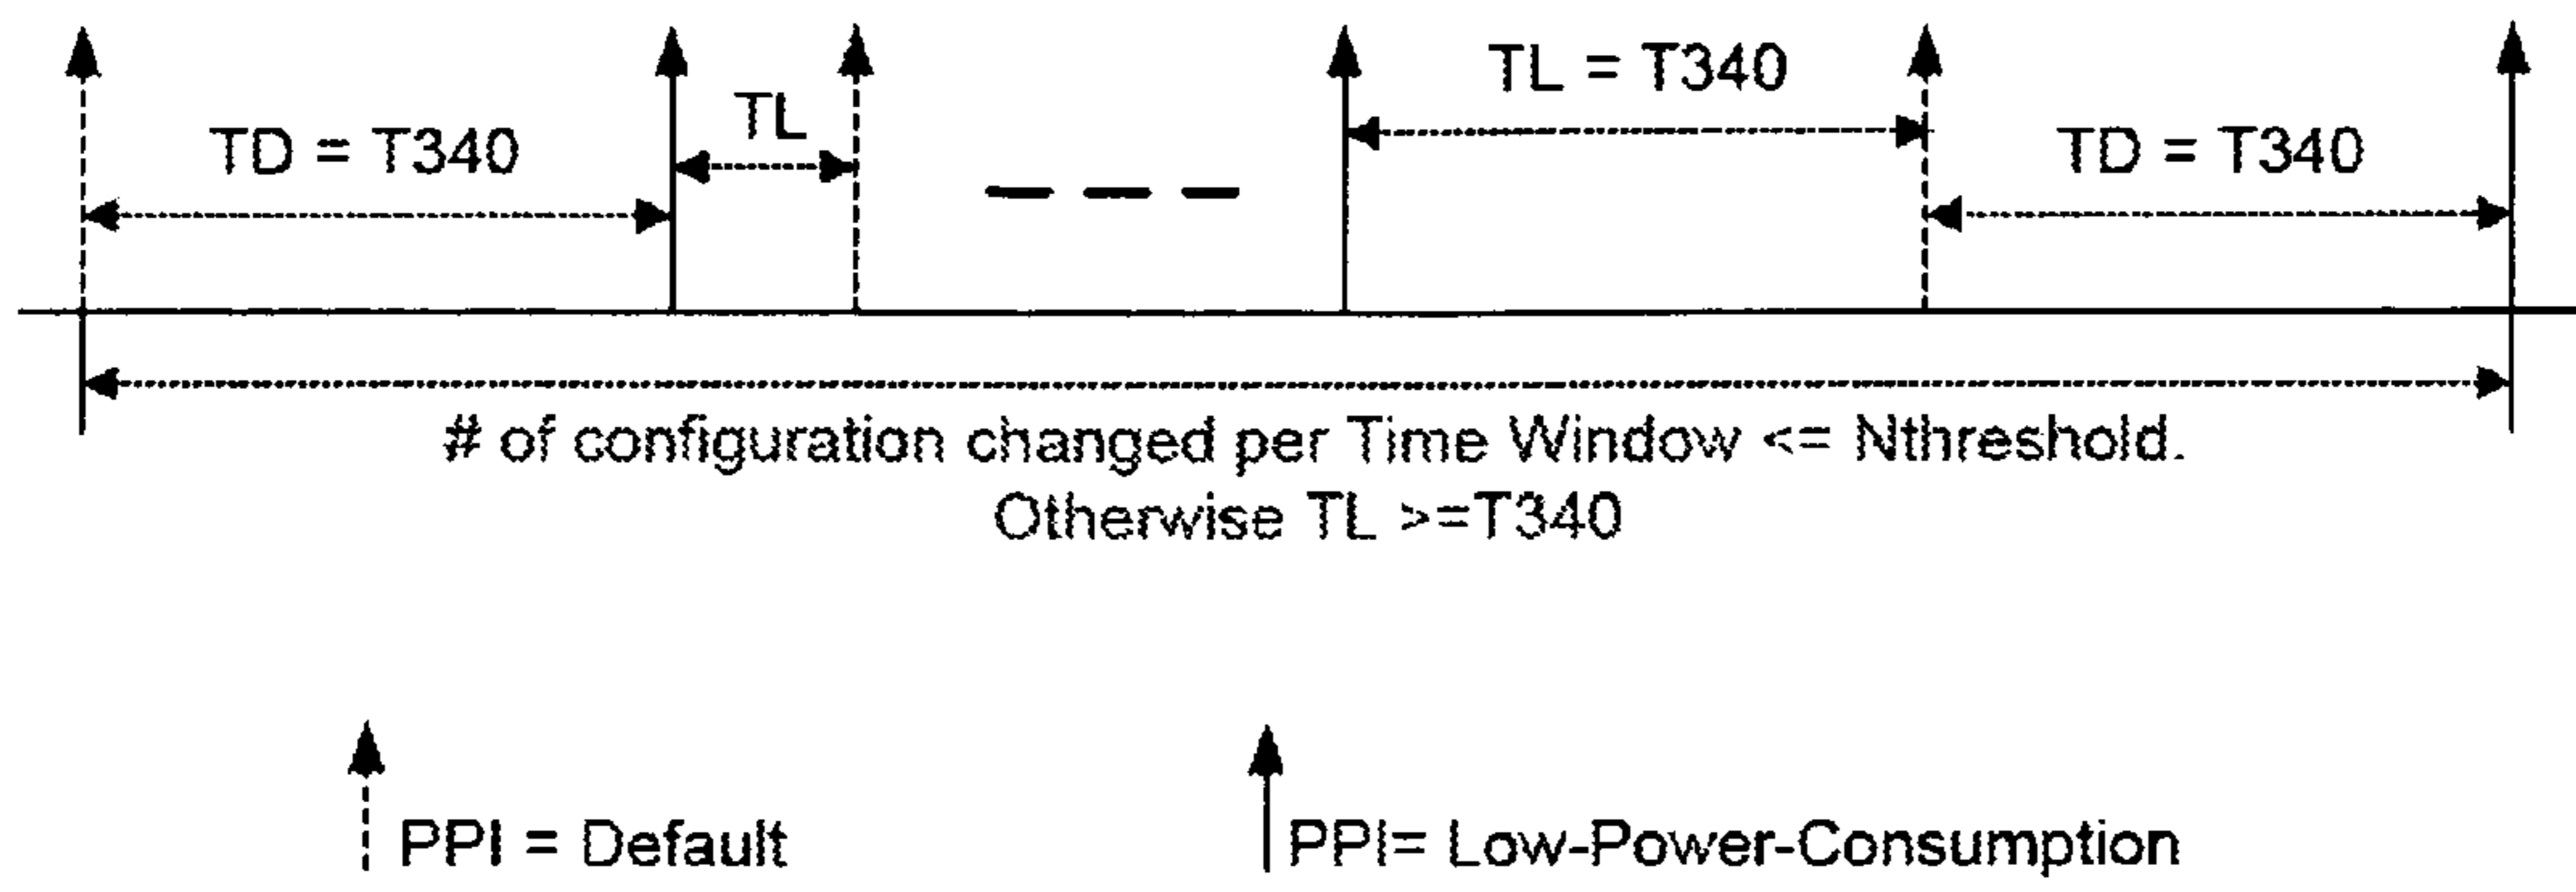 TL = T340
TD = T340
TL
TD = T340
# of configuration changed per Time Window <= Nthreshold.
Otherwise TL >=T340
PPI = Default
PPI= Low-Power-Consumption